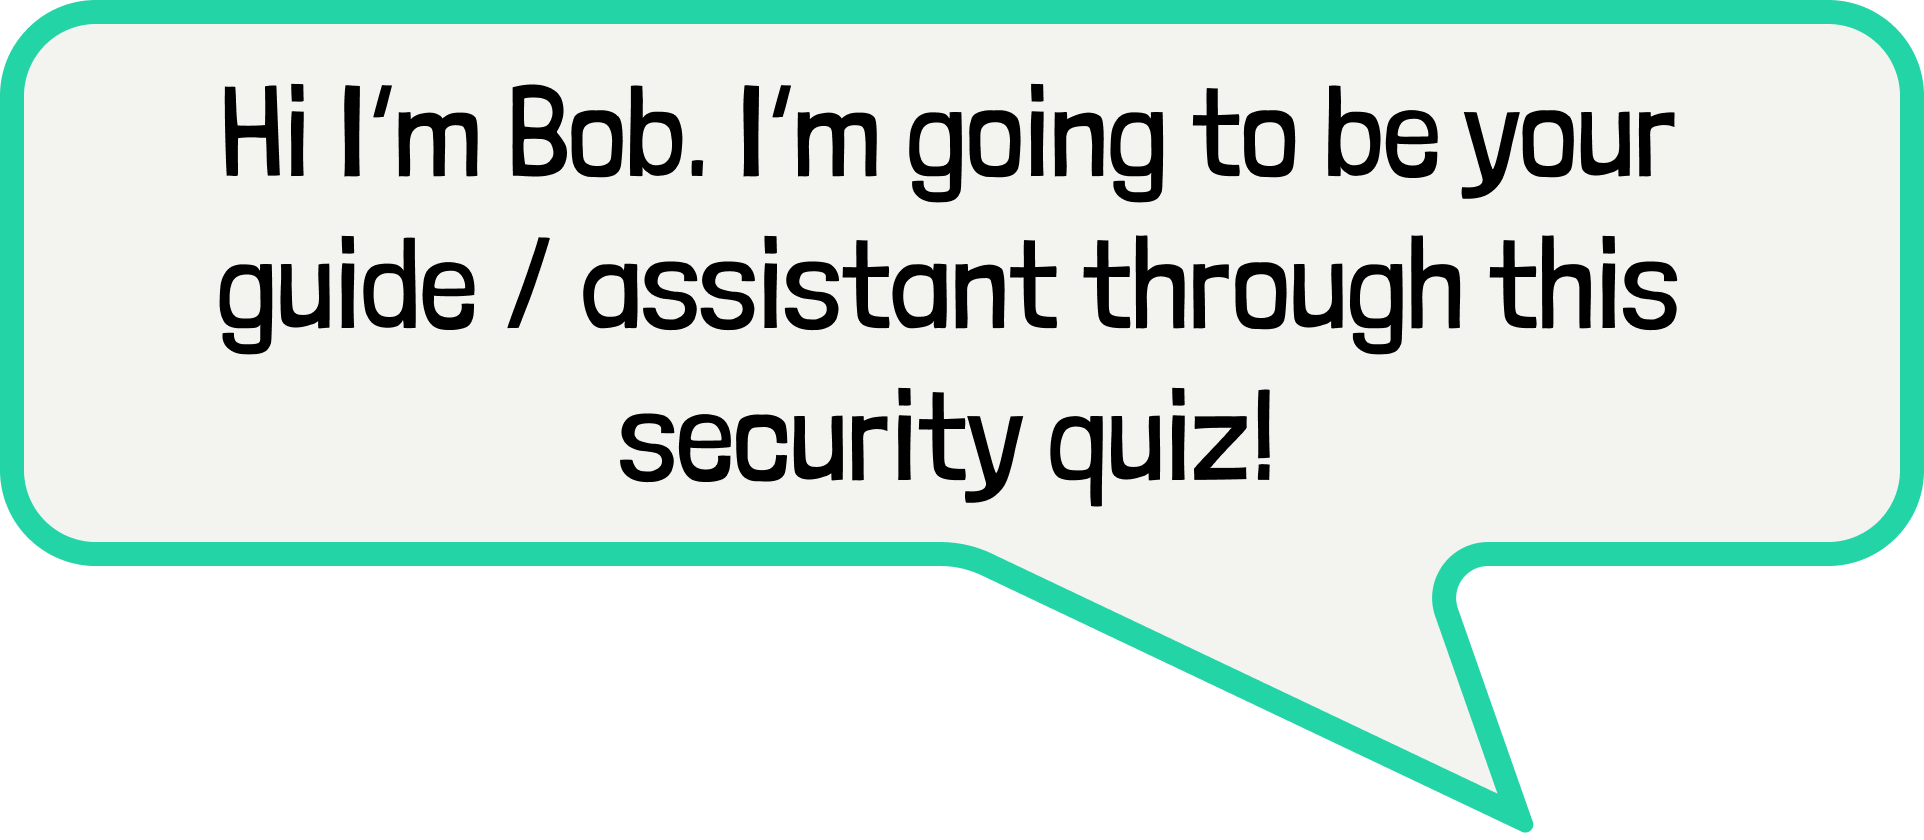 Hi I'm Bob. I'm going to be your
guide / assistant through this
security quiz!